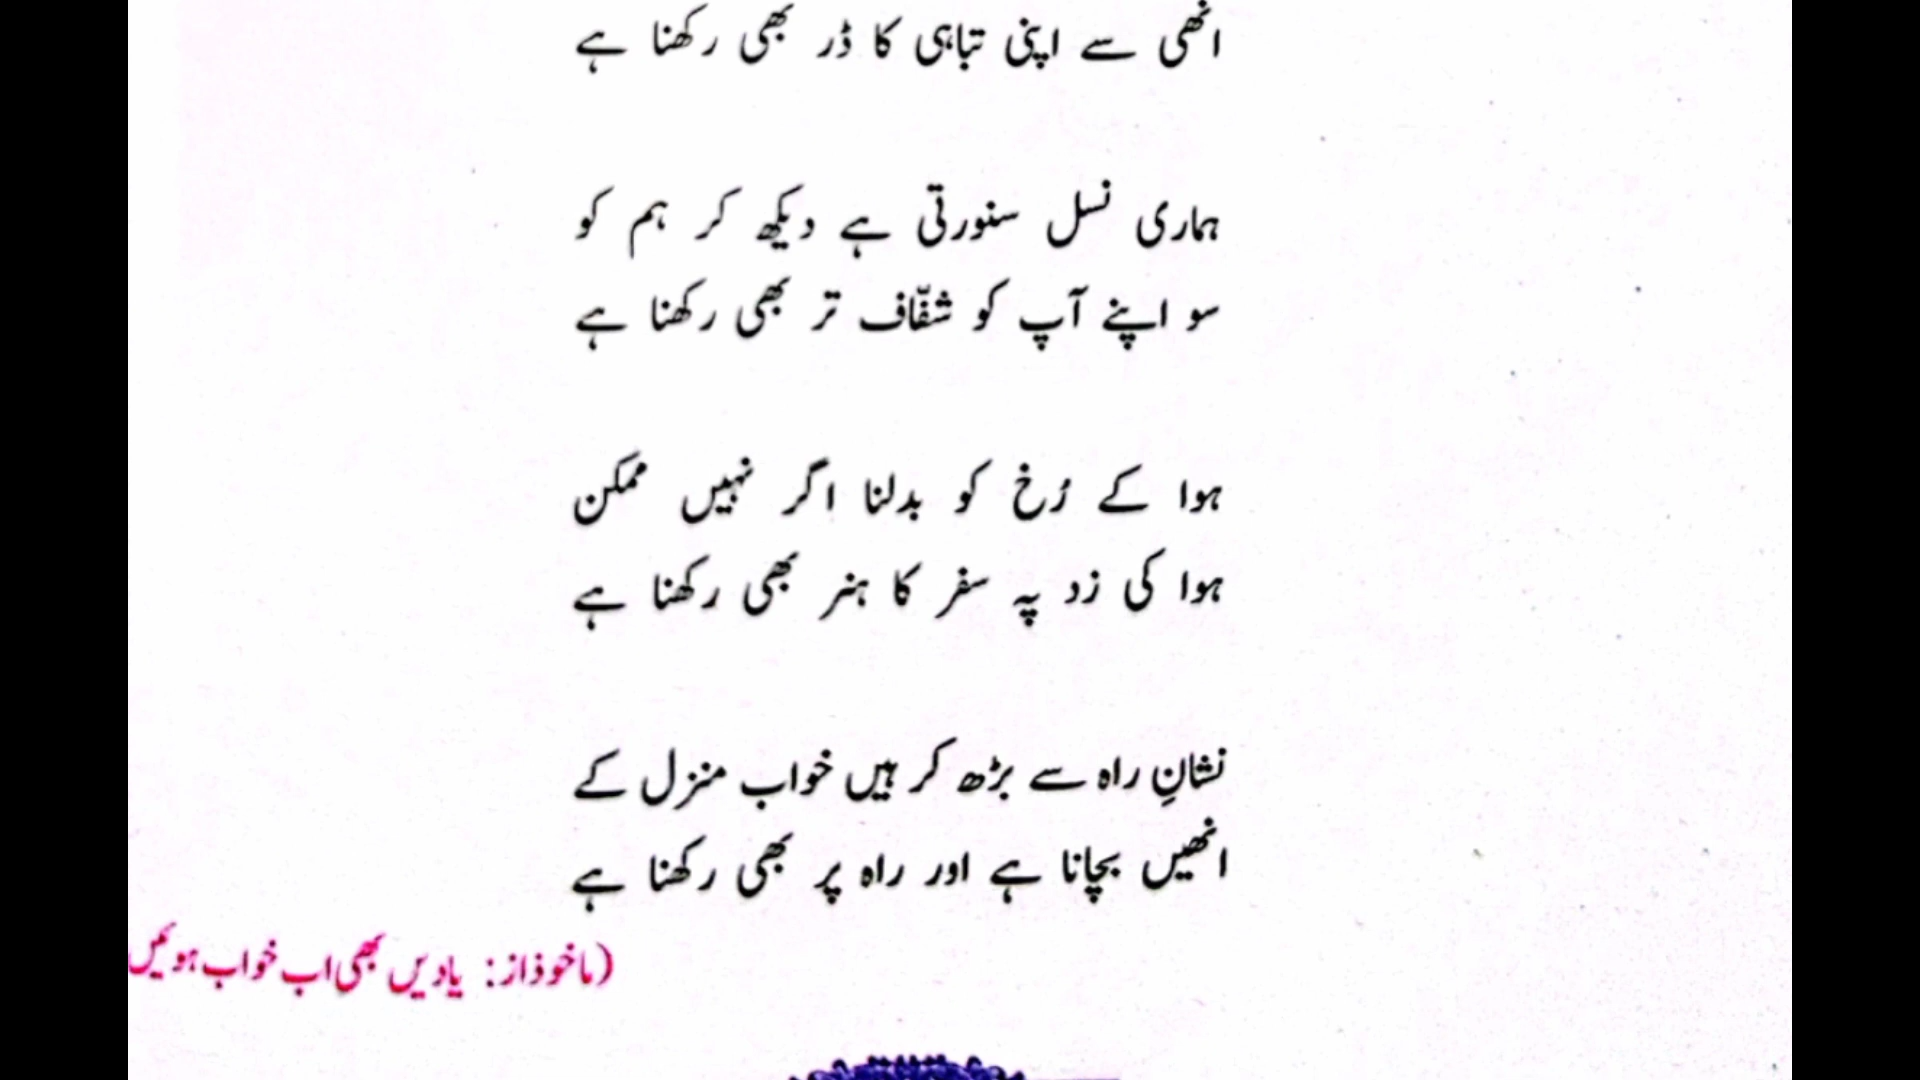 انھی سے اپنی تباہی کا ڈر بھی رکھنا ہے
ہماری نسل سنورتی ہے دیکھ کر ہم کو
سو اپنے آپ کو شفّاف تر بھی رکھنا ہے
ہوا کے رُخ کو بدلنا اگر نہیں ممکن
ہوا کی زد پہ سفر کا ہنر بھی رکھنا ہے
نشانِ راہ سے بڑھ کر ہیں خواب منزل کے
انھیں بچانا ہے اور راہ پر بھی رکھنا ہے
(ماخوذ از: یادیں بھی اب خواب ہوئیں